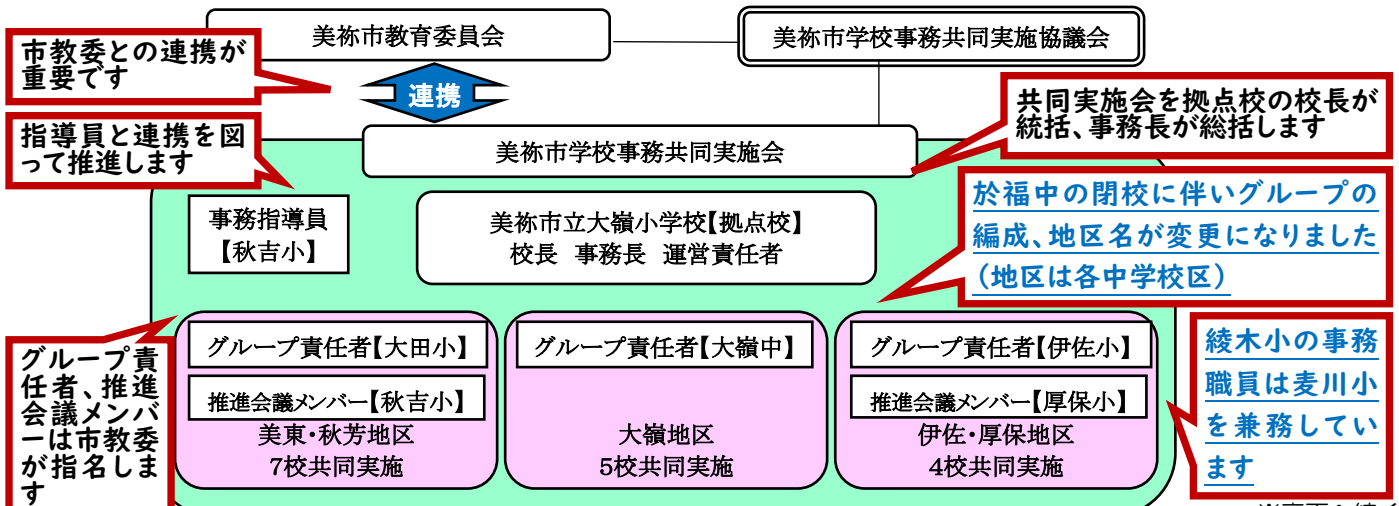 美祢市教育委員会
美祢市学校事務共同実施協議会
市教委との連携が
重要です
連携
共同実施会を拠点校の校長が
統括、事務長が総括します
指導員と連携を図
って推進します
美祢市学校事務共同実施会
事務指導員
【秋吉小】
美祢市立大嶺小学校【拠点校】
校長 事務長 運営責任者
於福中の閉校に伴いグループの
編成、地区名が変更になりました
（地区は各中学校区）
グループ責
任者、推進
会議メンバ
ーは市教委
が指名しま
す
グループ責任者【大田小】
推進会議メンバー【秋吉小】
美東・秋芳地区
7校共同実施
グループ責任者【大嶺中】
大嶺地区
5校共同実施
グループ責任者【伊佐小】
推進会議メンバー【厚保小】
伊佐・厚保地区
4校共同実施
綾木小の事務
職員は麦川小
を兼務してい
ます